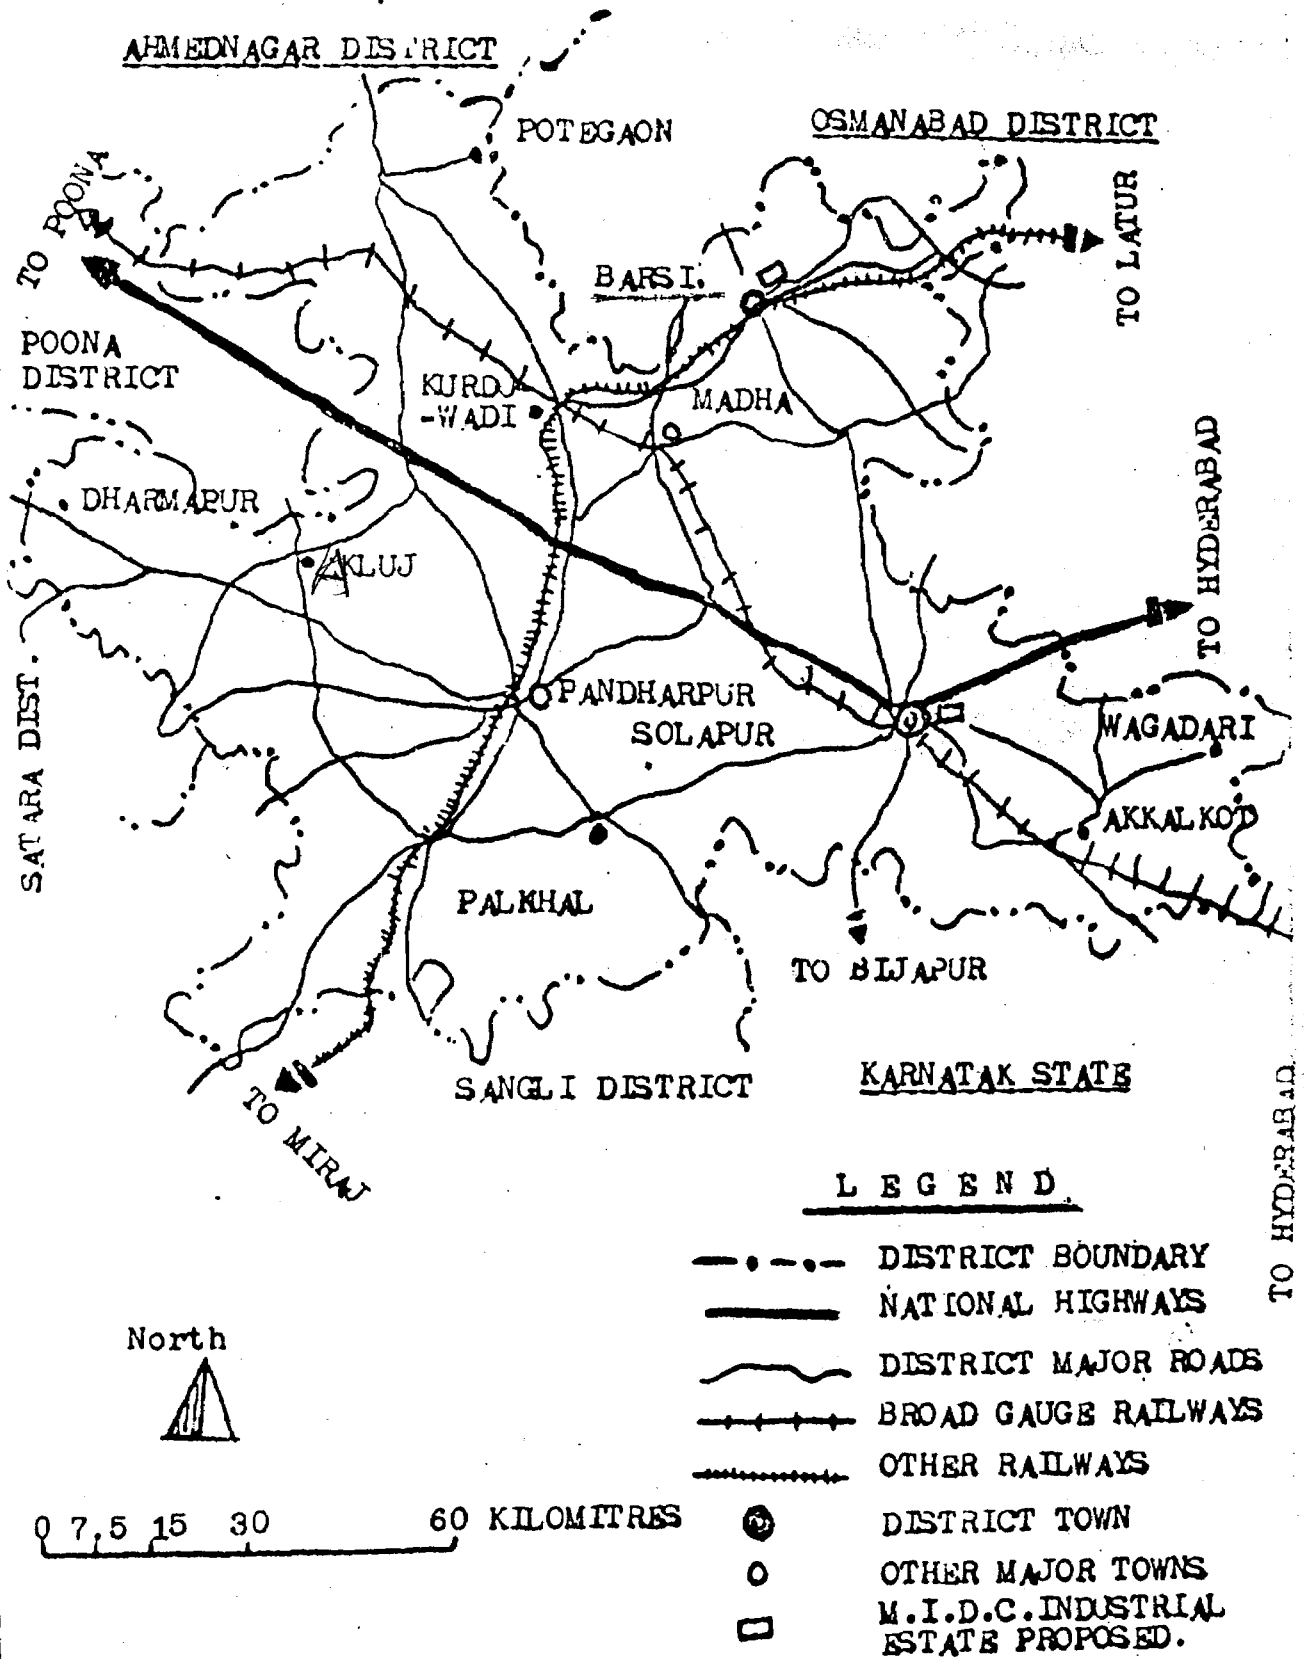 AHMEDNAGAR DISTRICT
POTEGAON
OSMANABAD DISTRICT
TO POONA
TO LATUR
BARSI.
POONA
DISTRICT
KURDU
-WADI
MADHA
DHARMAPUR
AKLUJ
TO HYDERABAD
SATARA DIST.
PANDHARPUR
SOLAPUR
WAGADARI
AKKALKOT
PALKHAL
TO BIJAPUR
SANGLI DISTRICT
KARNATAK STATE
TO MIRAJ
TO HYDERABAD
LEGEND
DISTRICT BOUNDARY
NATIONAL HIGHWAYS
DISTRICT MAJOR ROADS
BROAD GAUGE RAILWAYS
OTHER RAILWAYS
DISTRICT TOWN
OTHER MAJOR TOWNS
M.I.D.C.INDUSTRIAL
ESTATE PROPOSED.
North
0 7.5 15 30 60 KILOMITRES